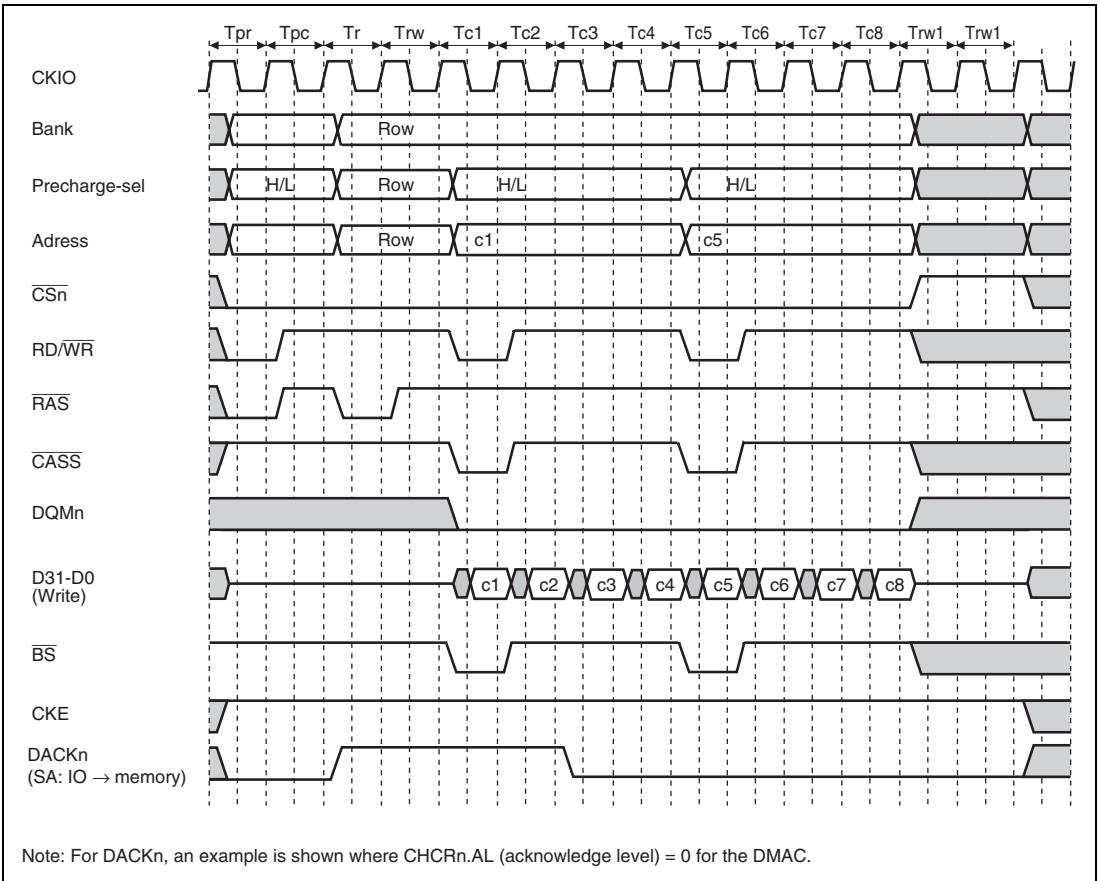 Tpr Tpc Tr Trw Tc1 Tc2 Tc3 Tc4 Tc5 Tc6 Tc7 Tc8 Trw1 Trw1
CKIO
Bank Row
Precharge-sel H/L Row H/L H/L
Adress Row c1 c5
CSn
RD/WR
RAS
CASS
DQMn
D31-D0
(Write)
c1 c2 c3 c4 c5 c6 c7 c8
BS
CKE
DACKn
(SA: IO → memory)
Note: For DACKn, an example is shown where CHCRn.AL (acknowledge level) = 0 for the DMAC.